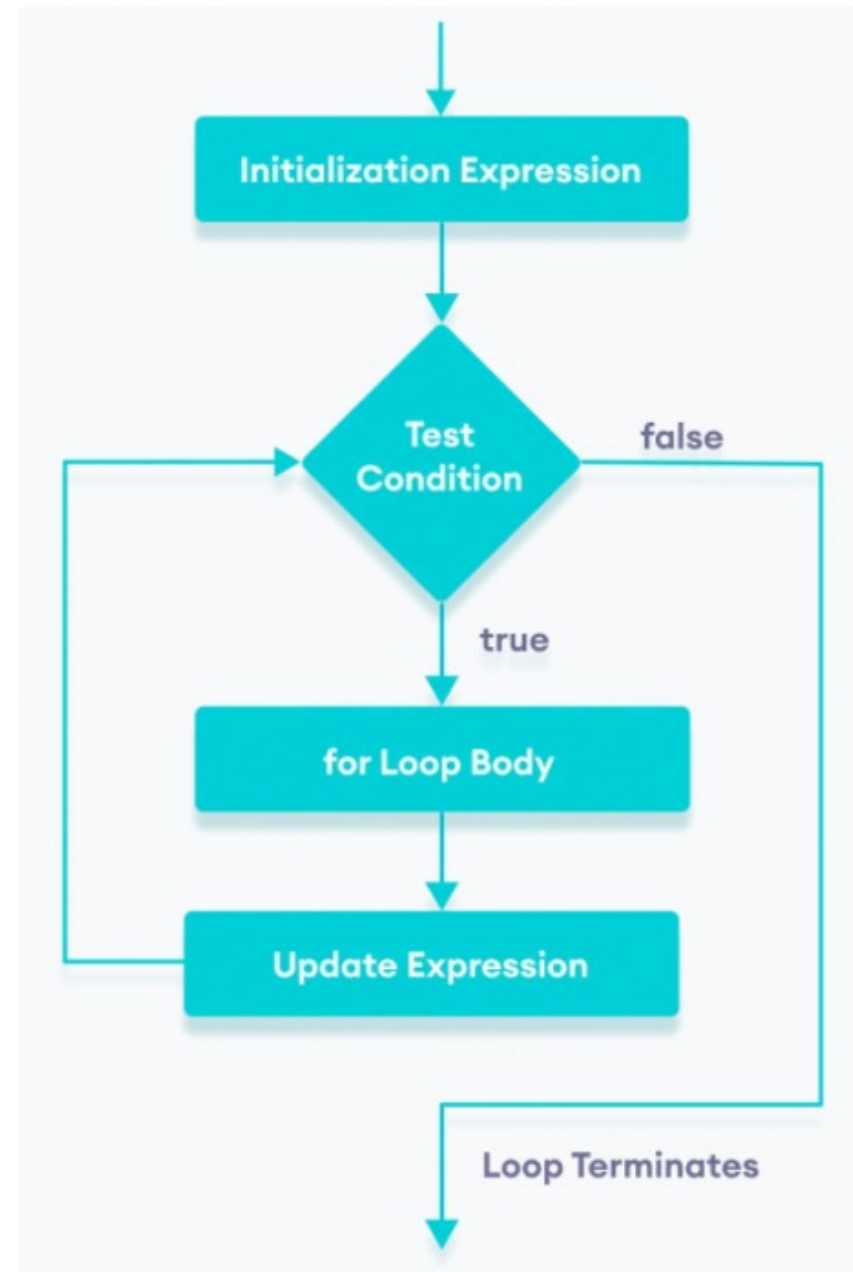 Initialization Expression
Test
Condition
false
true
for Loop Body
Update Expression
Loop Terminates